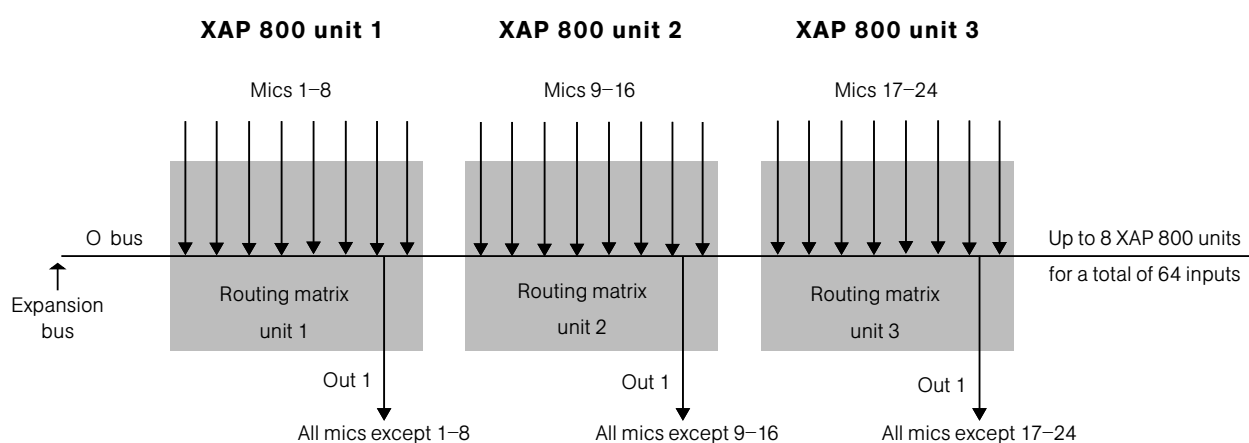 XAP 800 unit 1 XAP 800 unit 2 XAP 800 unit 3
Mics 1–8 Mics 9–16 Mics 17–24
O bus
Up to 8 XAP 800 units
for a total of 64 inputs
Expansion
bus
Routing matrix
unit 1
Routing matrix
unit 2
Routing matrix
unit 3
Out 1 Out 1 Out 1
All mics except 1–8 All mics except 9–16 All mics except 17–24